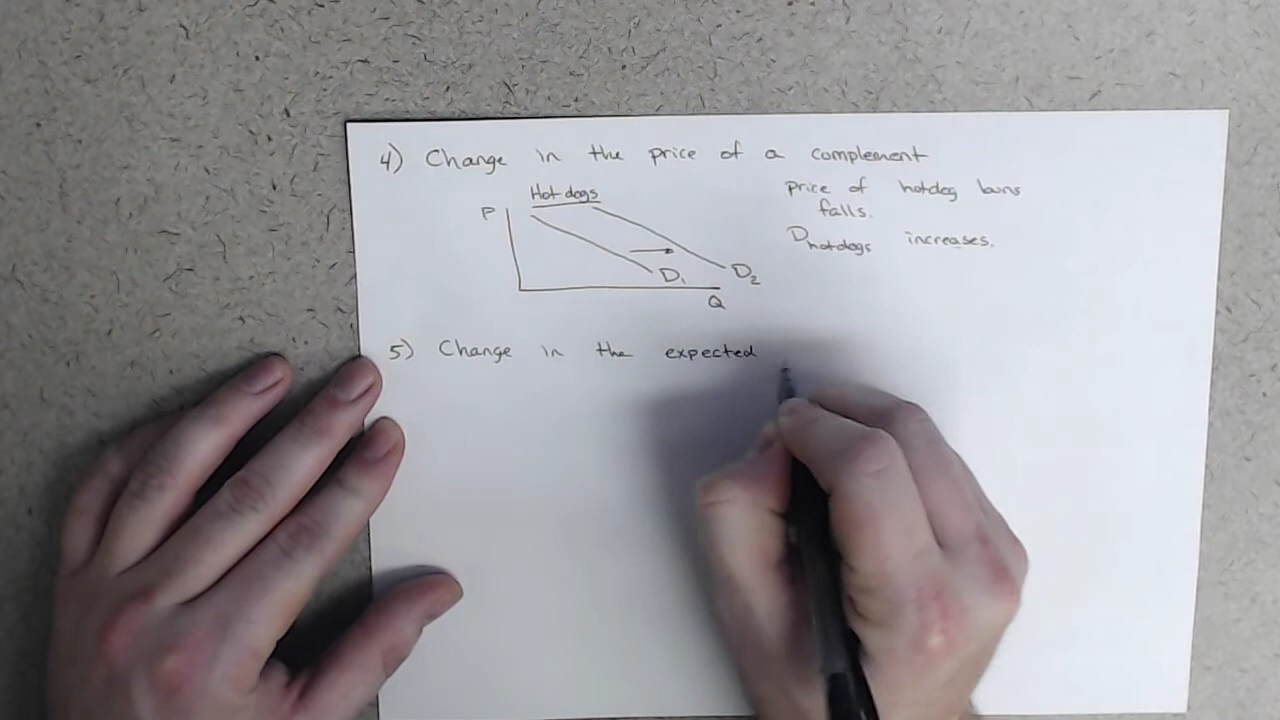 4) Change in the price of a complement
Hot dogs
P
D1
D2
Q
price of hotdog buns
falls.
Dhotdogs increases.
5) Change in the expected